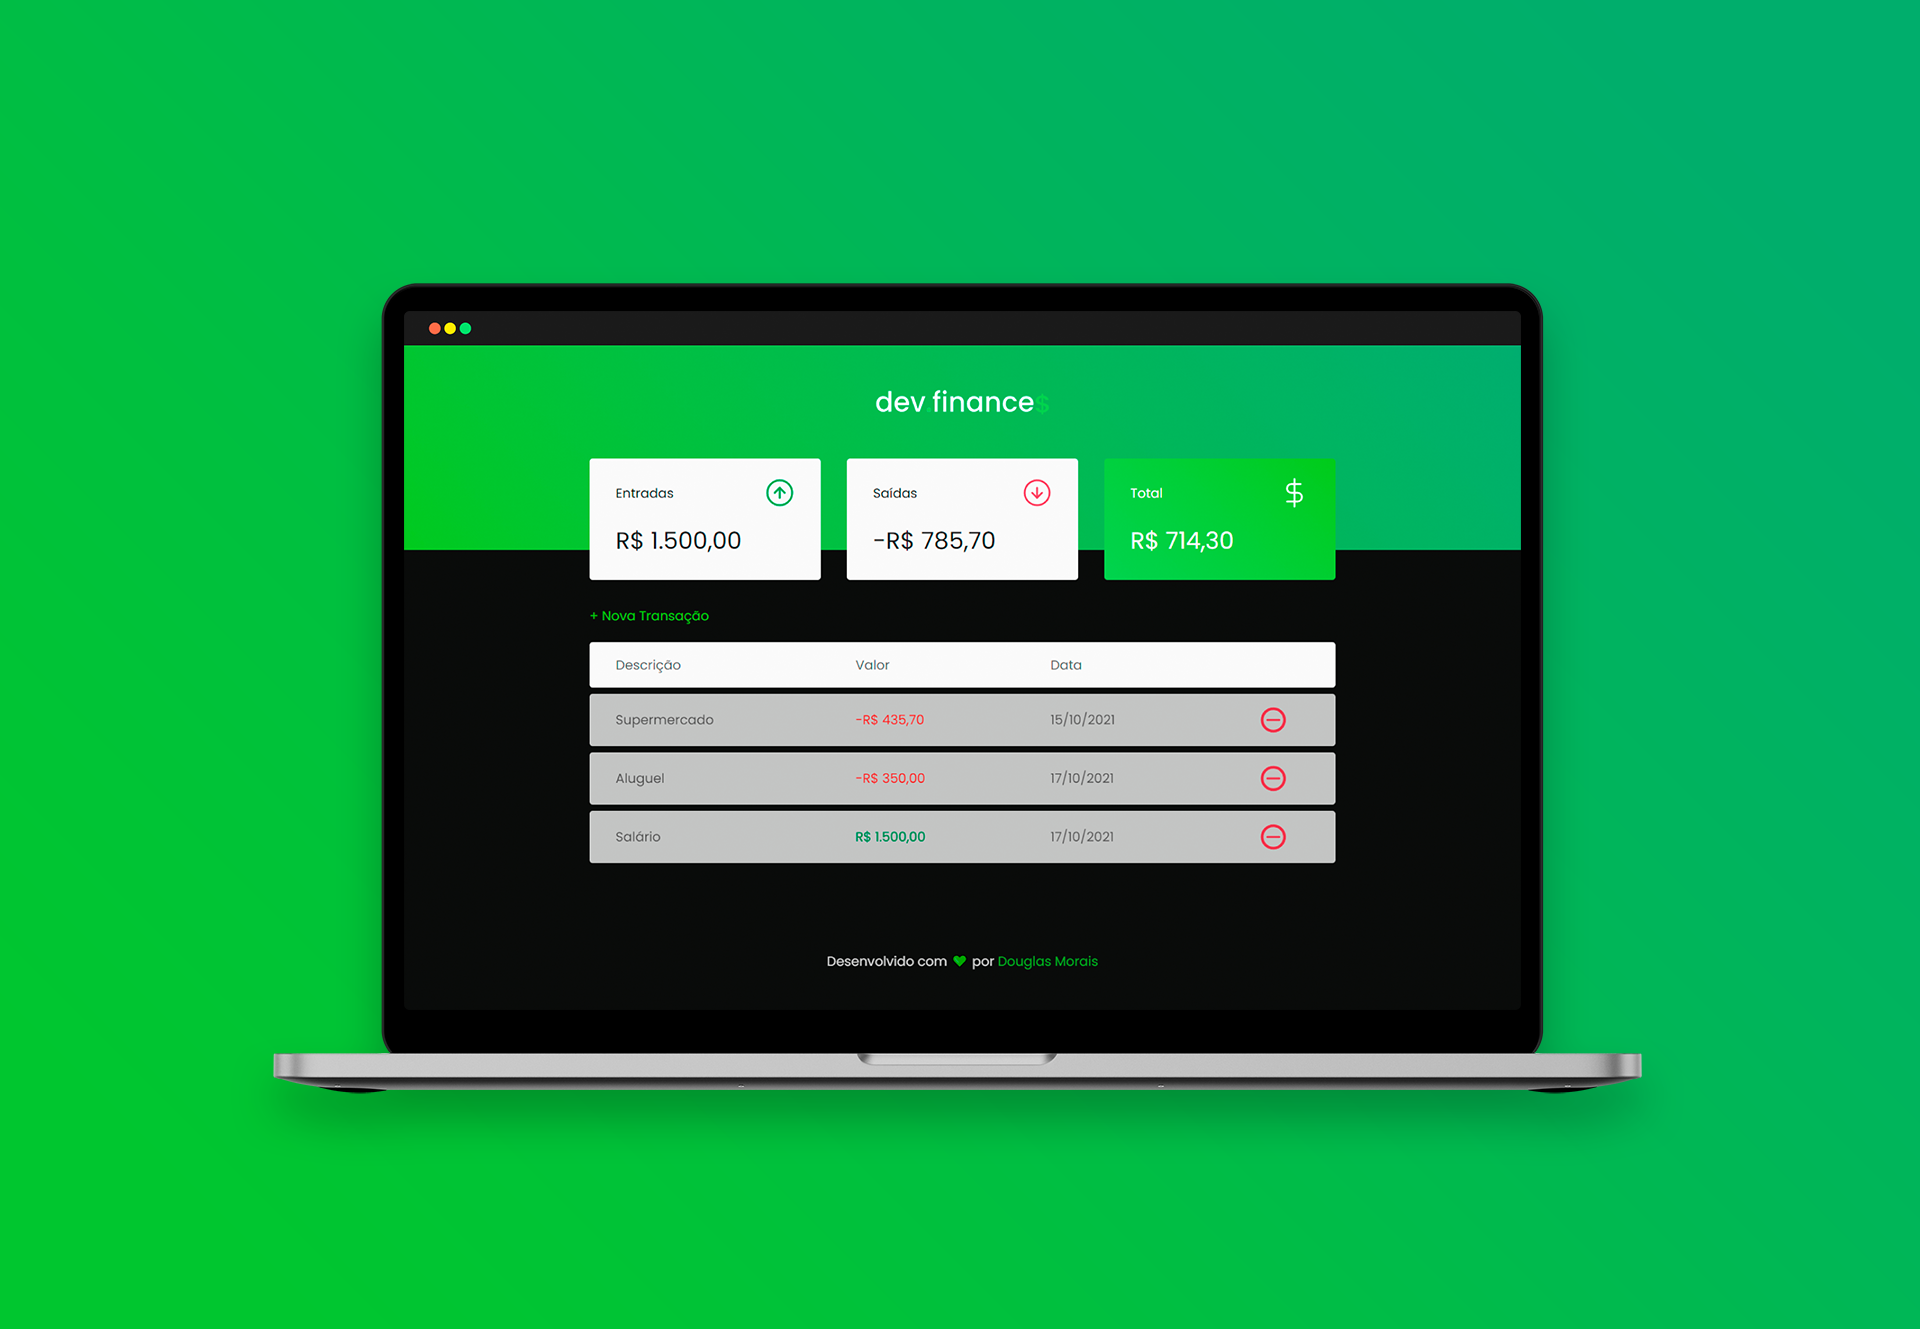 dev.finance$
Entradas
R$ 1.500,00
Saídas
-R$ 785,70
Total
$
R$ 714,30
+ Nova Transação
Descrição Valor Data
Supermercado -R$ 435,70 15/10/2021
Aluguel -R$ 350,00 17/10/2021
Salário R$ 1.500,00 17/10/2021
Desenvolvido com ♥ por Douglas Morais